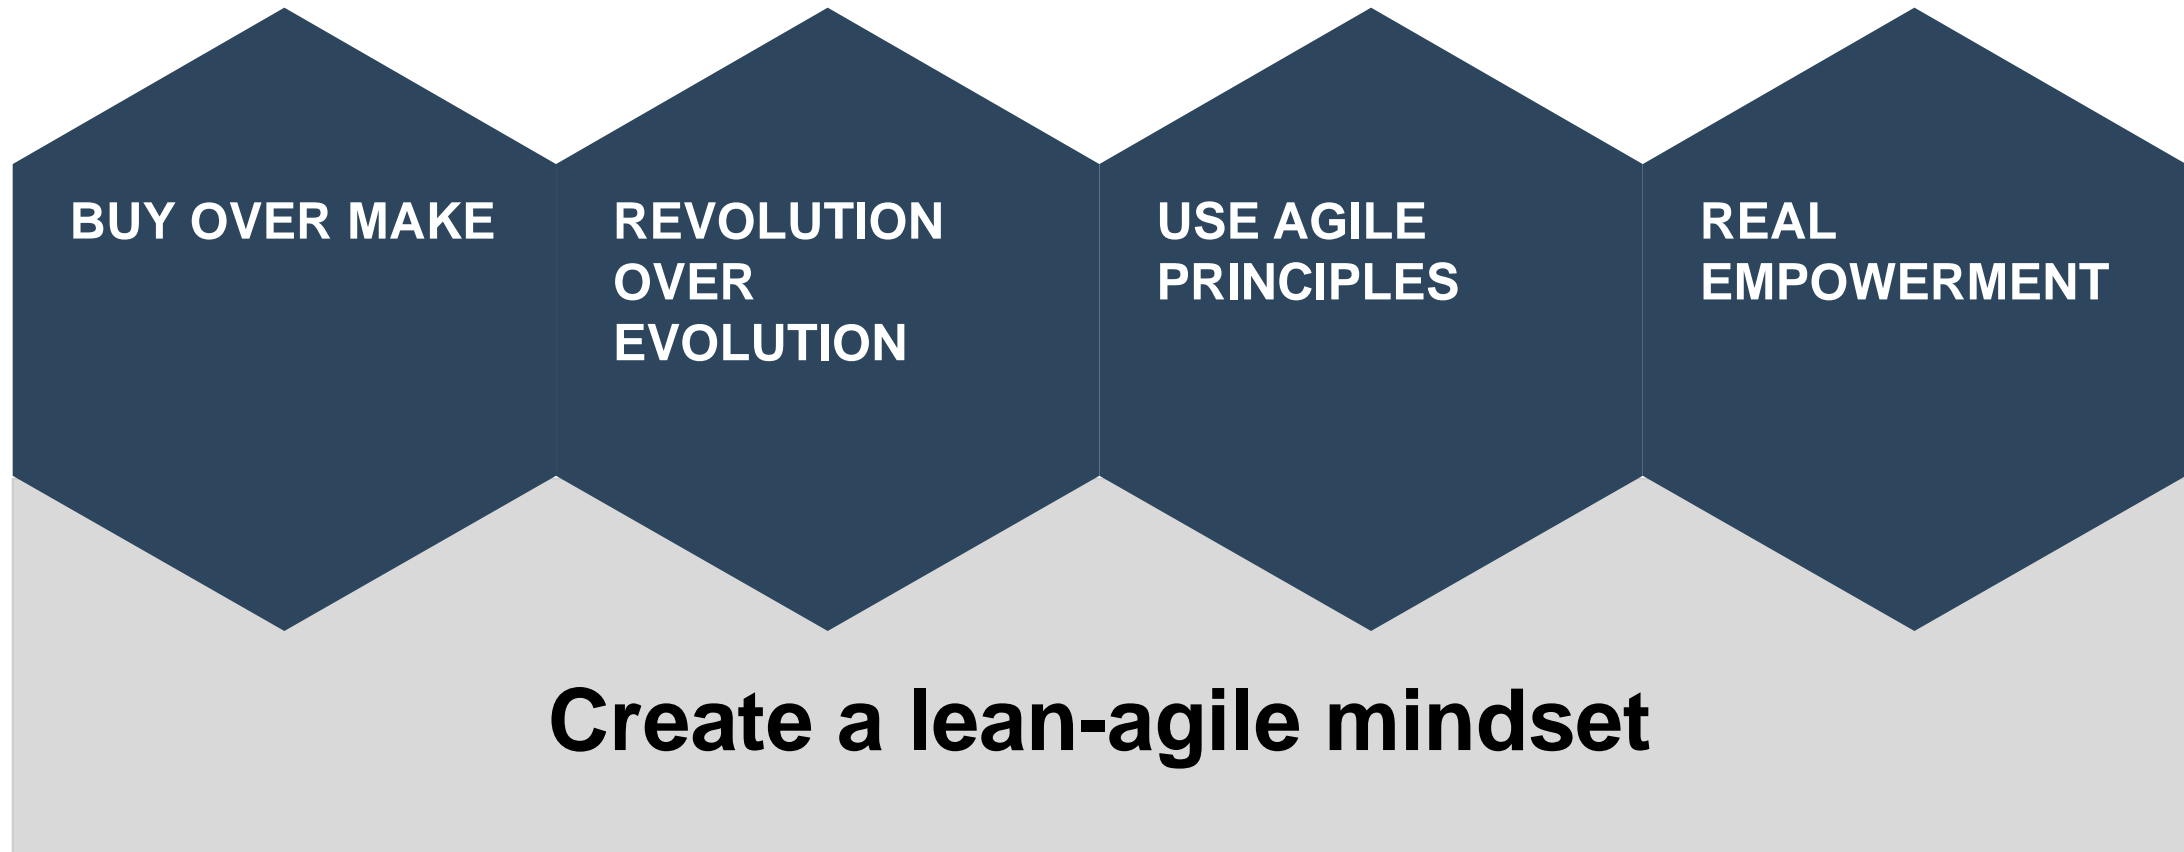 BUY OVER MAKE
REVOLUTION
OVER
EVOLUTION
USE AGILE
PRINCIPLES
REAL
EMPOWERMENT
Create a lean-agile mindset